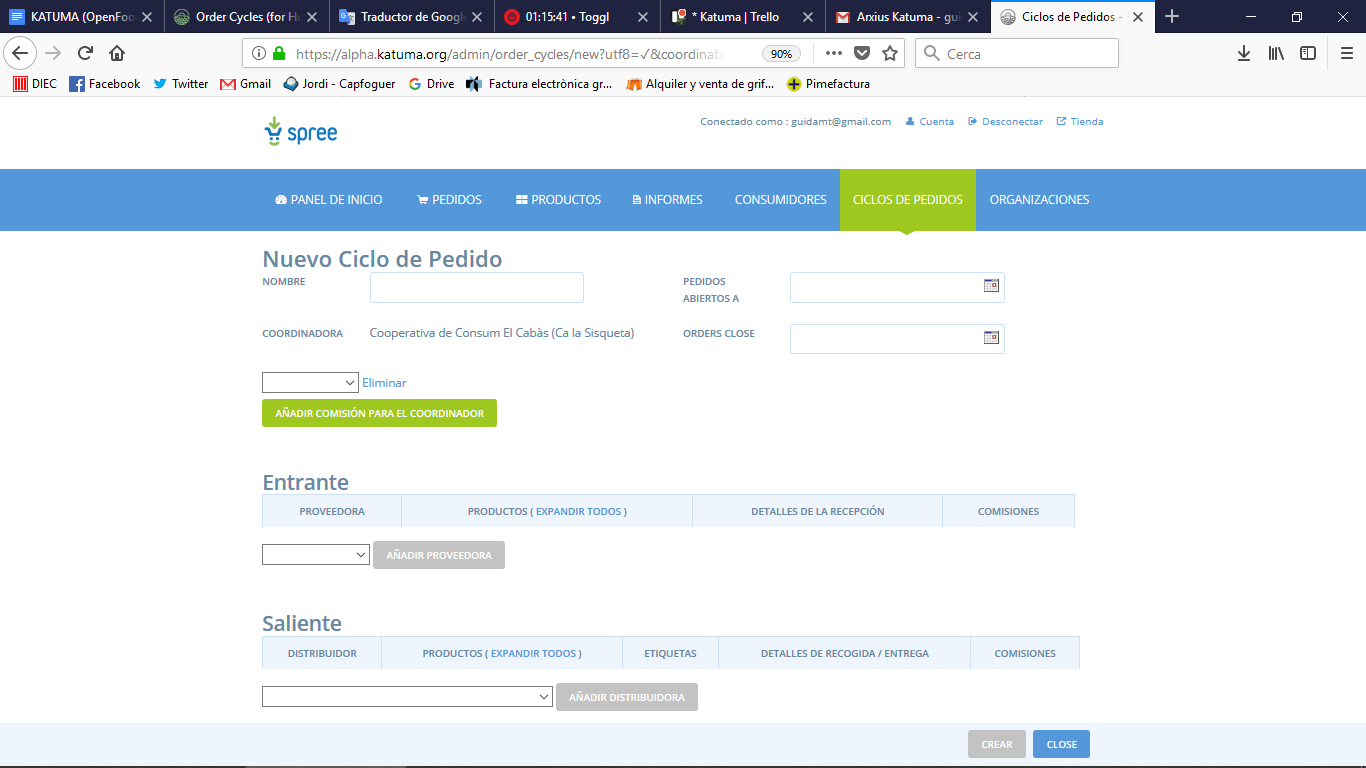 KATUMA (OpenFoo
Order Cycles (for Hu
Traductor de Google
01:15:41 • Toggl
* Katuma | Trello
Arxius Katuma - gui
Ciclos de Pedidos -
https://alpha.katuma.org/admin/order_cycles/new?utf8=✓&coordinato
90%
Cerca
DIEC
Facebook
Twitter
Gmail
Jordi - Capfoguer
Drive
Factura electrònica gr...
Alquiler y venta de grif...
Pimefactura
spree
Conectado como : guidamt@gmail.com
Cuenta
Desconectar
Tienda
PANEL DE INICIO
PEDIDOS
PRODUCTOS
INFORMES
CONSUMIDORES
CICLOS DE PEDIDOS
ORGANIZACIONES
Nuevo Ciclo de Pedido
NOMBRE
PEDIDOS
ABIERTOS A
COORDINADORA
Cooperativa de Consum El Cabàs (Ca la Sisqueta)
ORDERS CLOSE
Eliminar
AÑADIR COMISIÓN PARA EL COORDINADOR
Entrante
PROVEEDORA
PRODUCTOS ( EXPANDIR TODOS )
DETALLES DE LA RECEPCIÓN
COMISIONES
AÑADIR PROVEEDORA
Saliente
DISTRIBUIDOR
PRODUCTOS ( EXPANDIR TODOS )
ETIQUETAS
DETALLES DE RECOGIDA / ENTREGA
COMISIONES
AÑADIR DISTRIBUIDORA
CREAR
CLOSE